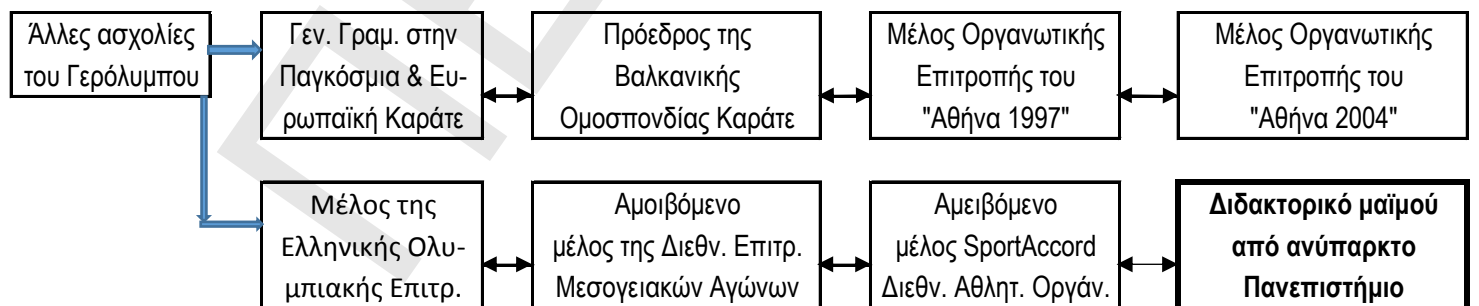 Άλλες ασχολίες
του Γερόλυμπου
Γεν. Γραμ. στην
Παγκόσμια & Ευ-
ρωπαϊκή Καράτε
Πρόεδρος της
Βαλκανικής
Ομοσπονδίας Καράτε
Μέλος Οργανωτικής
Επιτροπής του
"Αθήνα 1997"
Μέλος Οργανωτικής
Επιτροπής του
"Αθήνα 2004"
Μέλος της
Ελληνικής Ολυ-
μπιακής Επιτρ.
Αμοιβόμενο
μέλος της Διεθν. Επιτρ.
Μεσογειακών Αγώνων
Αμειβόμενο
μέλος SportAccord
Διεθν. Αθλητ. Οργάν.
Διδακτορικό μαϊμού
από ανύπαρκτο
Πανεπιστήμιο